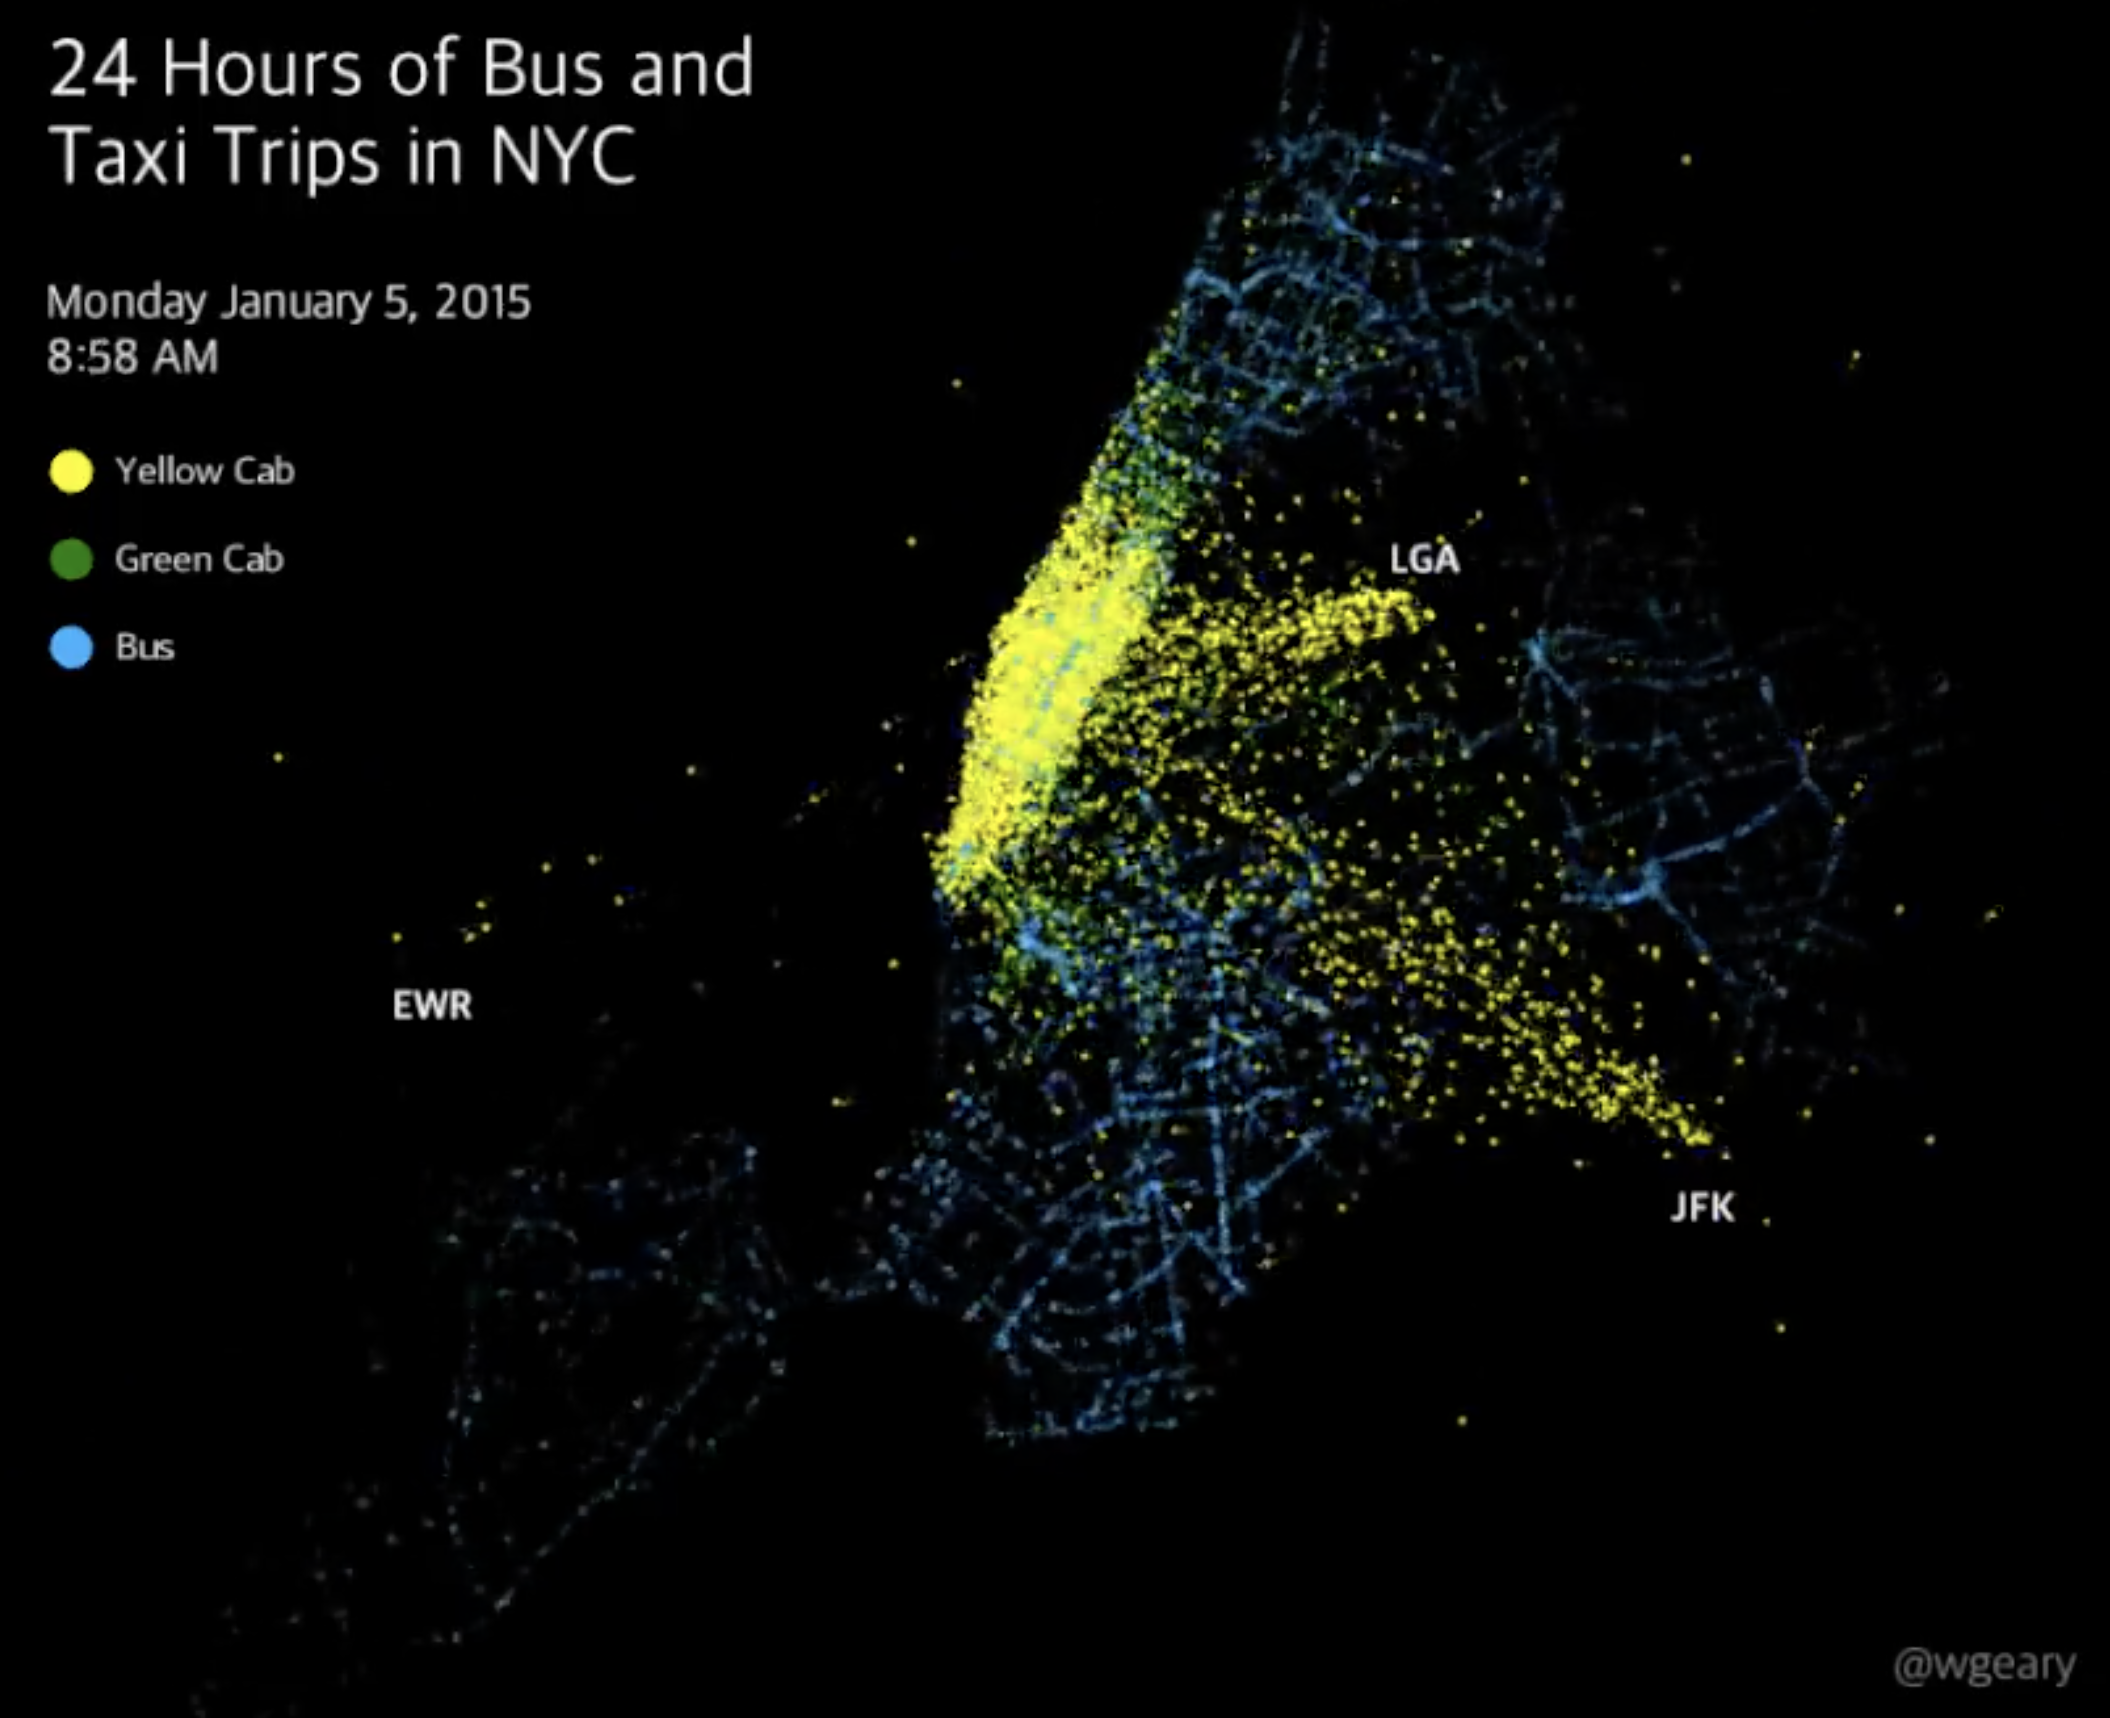 24 Hours of Bus and
Taxi Trips in NYC
Monday January 5, 2015
8:58 AM
Yellow Cab
Green Cab
Bus
LGA
EWR
JFK
@wgeary